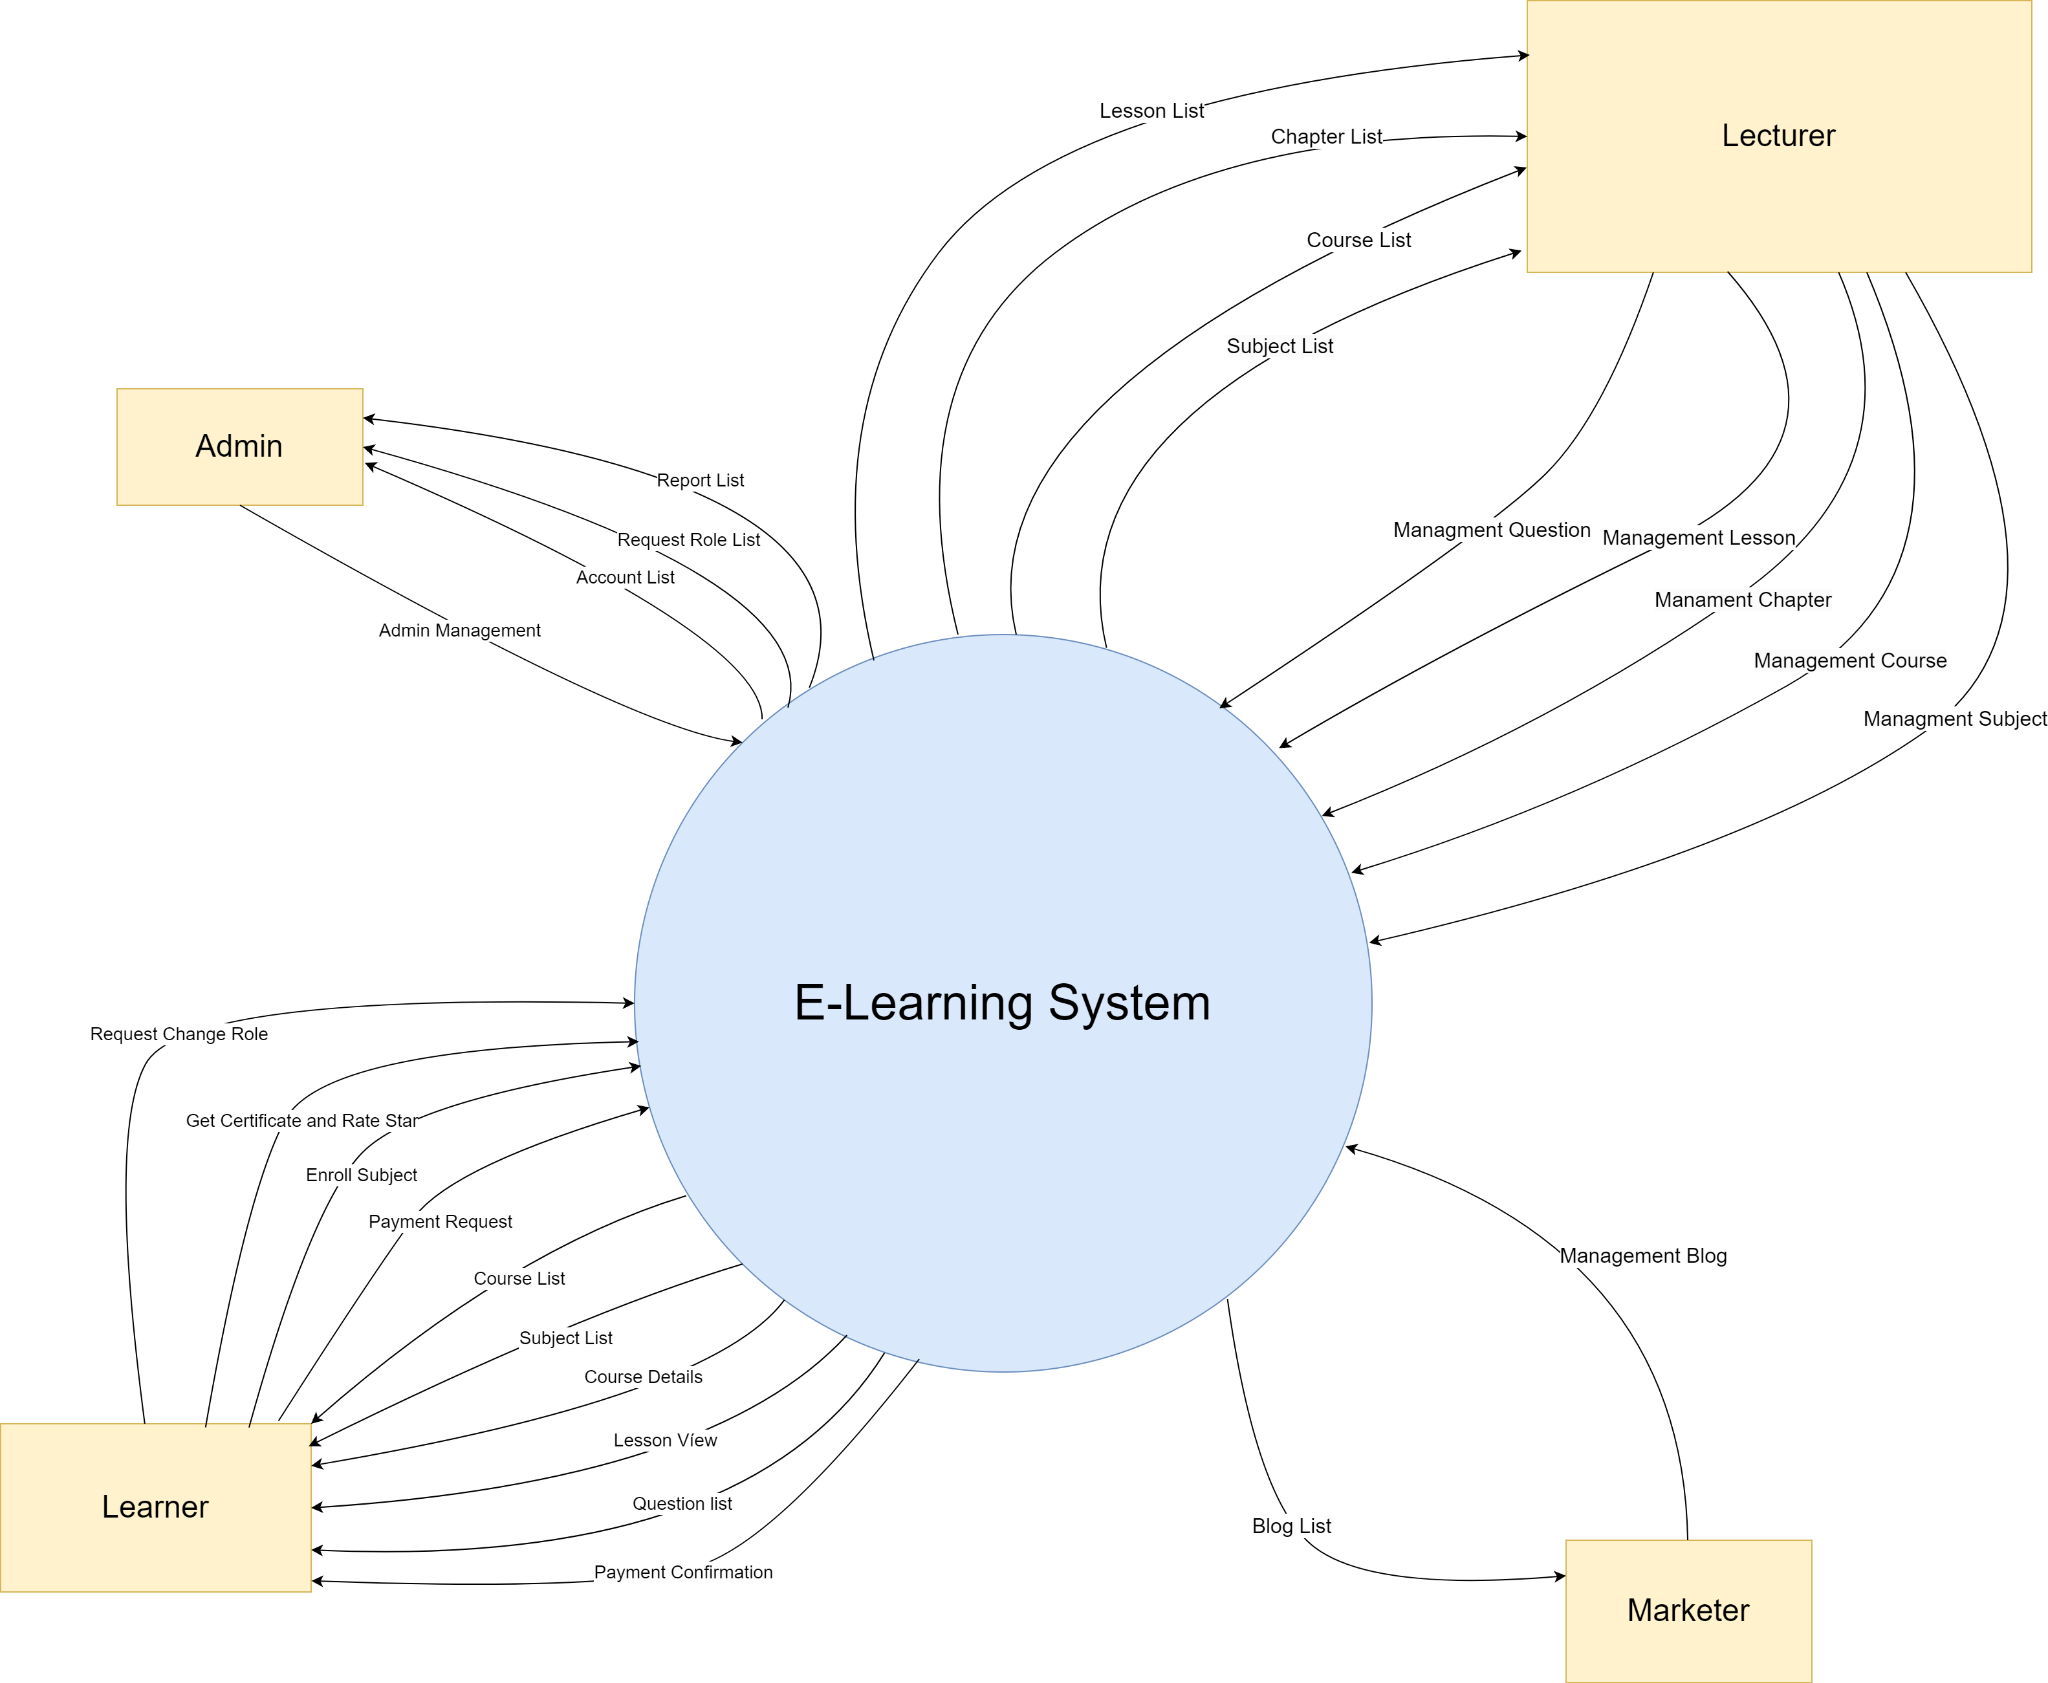 Lecturer
Lesson List
Chapter List
Course List
Subject List
Admin
Report List
Request Role List
Account List
Admin Management
Managment Question
Management Lesson
Manament Chapter
Management Course
Managment Subject
E-Learning System
Request Change Role
Get Certificate and Rate Star
Enroll Subject
Payment Request
Course List
Subject List
Course Details
Lesson Víew
Question list
Payment Confirmation
Learner
Management Blog
Blog List
Marketer